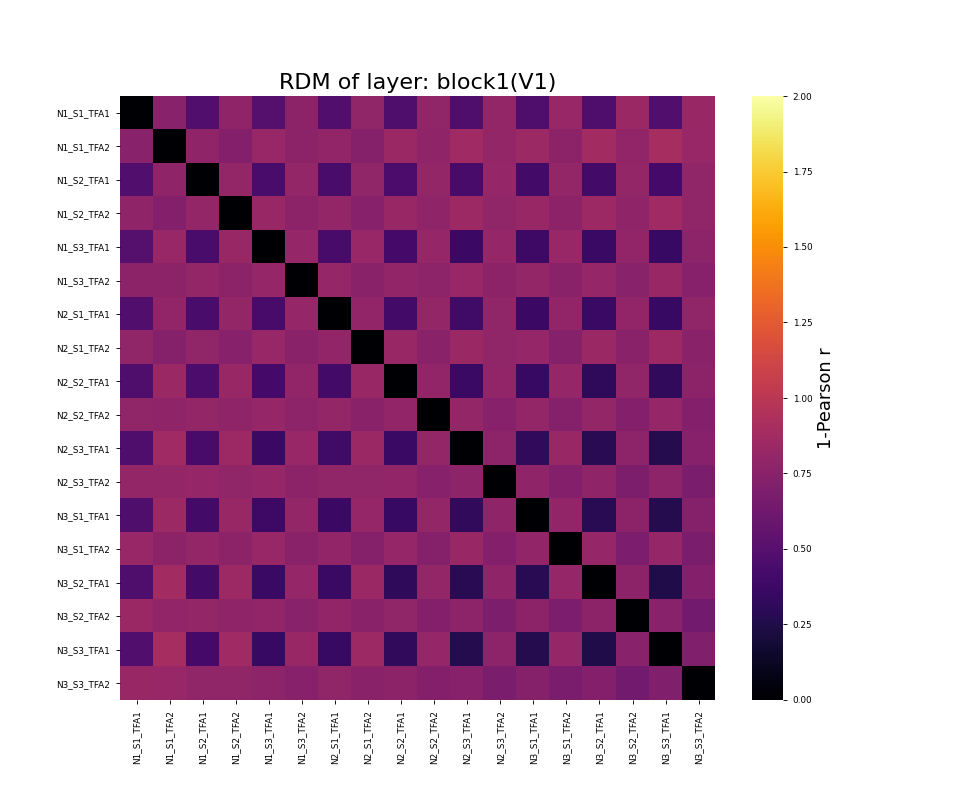 RDM of layer: block1(V1)
N1_S1_TFA1
N1_S1_TFA2
N1_S2_TFA1
N1_S2_TFA2
N1_S3_TFA1
N1_S3_TFA2
N2_S1_TFA1
N2_S1_TFA2
N2_S2_TFA1
N2_S2_TFA2
N2_S3_TFA1
N2_S3_TFA2
N3_S1_TFA1
N3_S1_TFA2
N3_S2_TFA1
N3_S2_TFA2
N3_S3_TFA1
N3_S3_TFA2
N1_S1_TFA1
N1_S1_TFA2
N1_S2_TFA1
N1_S2_TFA2
N1_S3_TFA1
N1_S3_TFA2
N2_S1_TFA1
N2_S1_TFA2
N2_S2_TFA1
N2_S2_TFA2
N2_S3_TFA1
N2_S3_TFA2
N3_S1_TFA1
N3_S1_TFA2
N3_S2_TFA1
N3_S2_TFA2
N3_S3_TFA1
N3_S3_TFA2
2.00
1.75
1.50
1.25
1.00
0.75
0.50
0.25
0.00
1-Pearson r